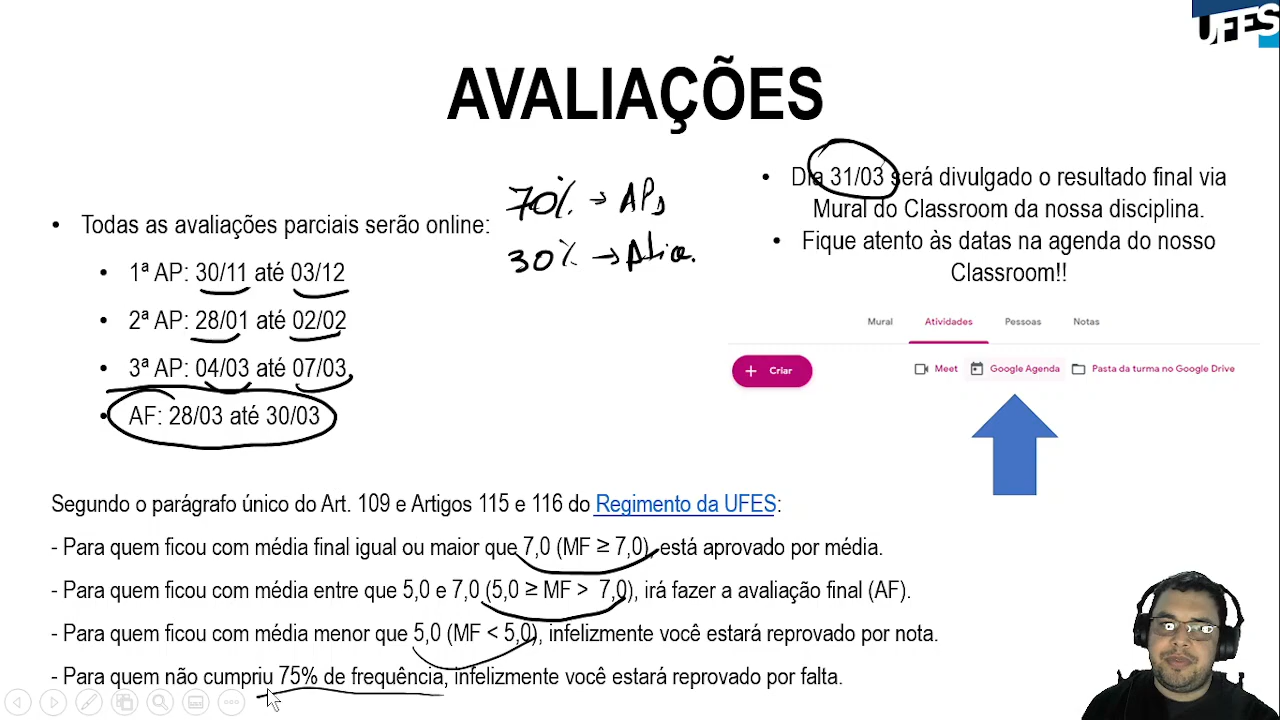 UFES
AVALIAÇÕES
• Todas as avaliações parciais serão online:
• 1ª AP: 30/11 até 03/12
• 2ª AP: 28/01 até 02/02
• 3ª AP: 04/03 até 07/03
• AF: 28/03 até 30/03
70% → APs
30% →
• Dia 31/03 será divulgado o resultado final via
Mural do Classroom da nossa disciplina.
• Fique atento às datas na agenda do nosso
Classroom!!
Mural Atividades Pessoas Notas
+ Criar Meet Google Agenda Pasta da turma no Google Drive
Segundo o parágrafo único do Art. 109 e Artigos 115 e 116 do Regimento da UFES:
- Para quem ficou com média final igual ou maior que 7,0 (MF ≥ 7,0), está aprovado por média.
- Para quem ficou com média entre que 5,0 e 7,0 (5,0 ≥ MF > 7,0), irá fazer a avaliação final (AF).
- Para quem ficou com média menor que 5,0 (MF < 5,0), infelizmente você estará reprovado por nota.
- Para quem não cumpriu 75% de frequência, infelizmente você estará reprovado por falta.